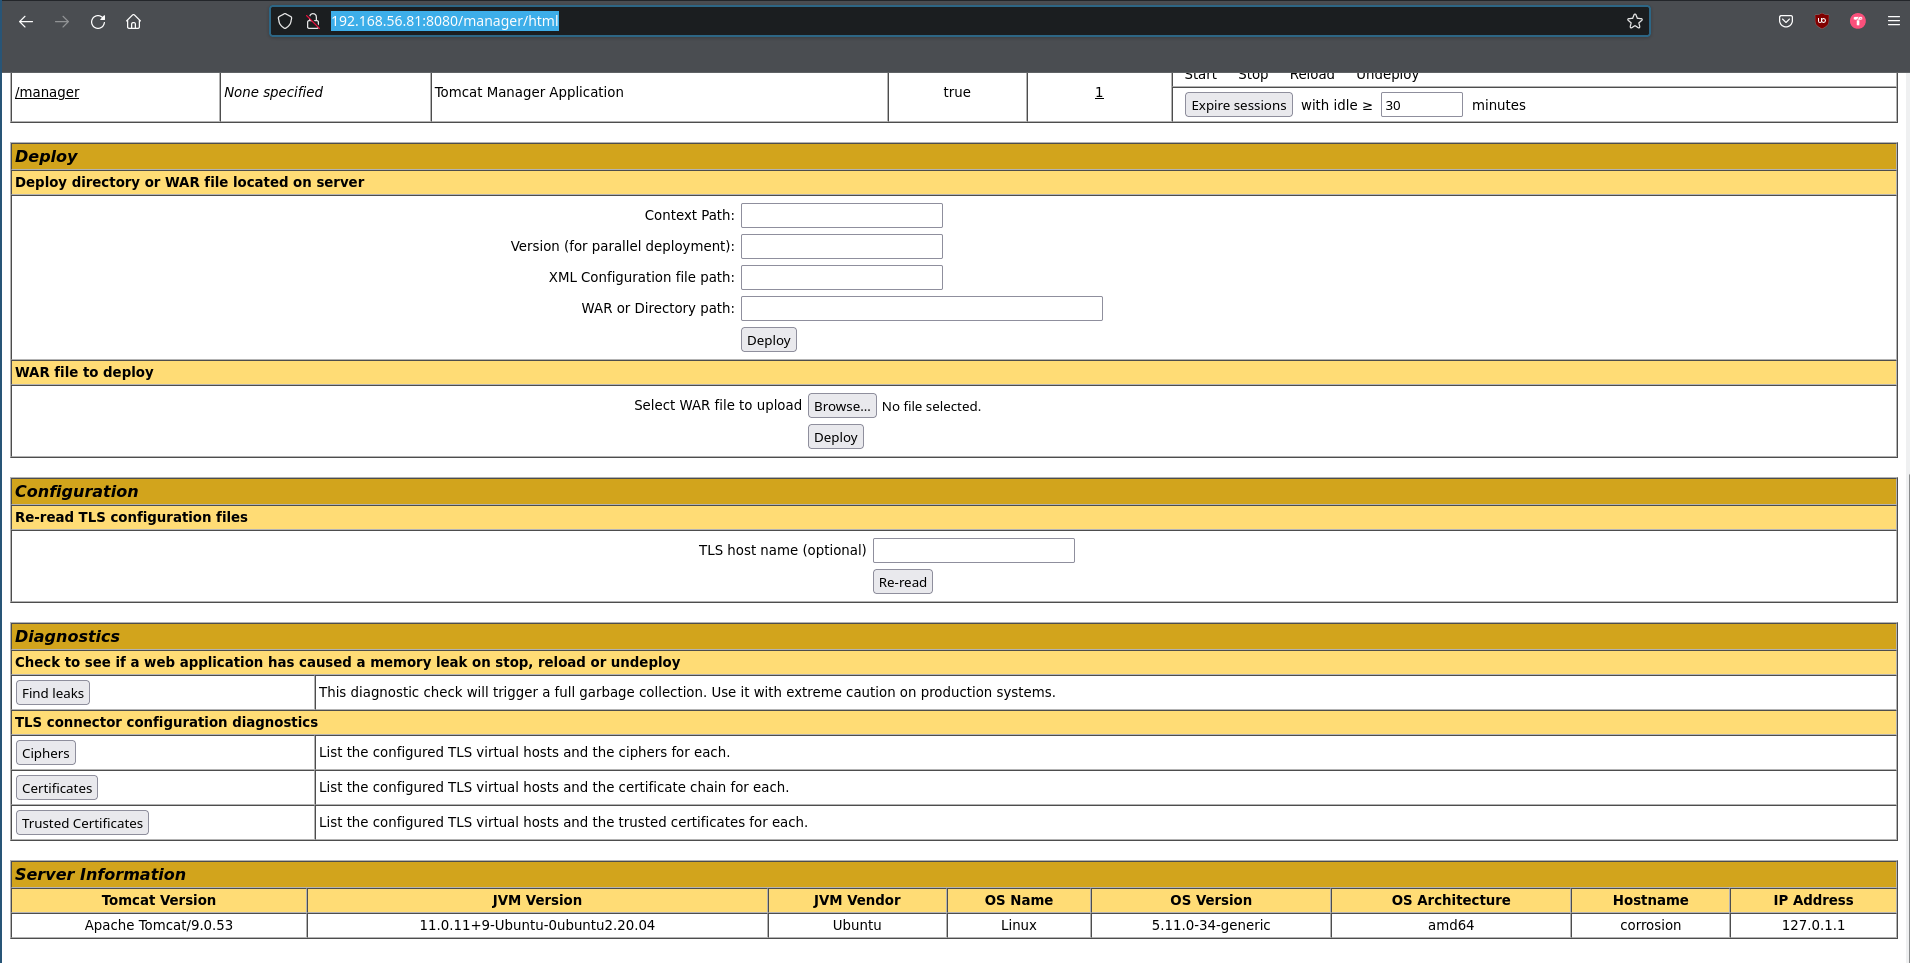 192.168.56.81:8080/manager/html
Start Stop Reload Undeploy
/manager None specified Tomcat Manager Application true 1
Expire sessions with idle ≥ 30 minutes
Deploy
Deploy directory or WAR file located on server
Context Path:
Version (for parallel deployment):
XML Configuration file path:
WAR or Directory path:
Deploy
WAR file to deploy
Select WAR file to upload Browse... No file selected.
Deploy
Configuration
Re-read TLS configuration files
TLS host name (optional)
Re-read
Diagnostics
Check to see if a web application has caused a memory leak on stop, reload or undeploy
Find leaks This diagnostic check will trigger a full garbage collection. Use it with extreme caution on production systems.
TLS connector configuration diagnostics
Ciphers List the configured TLS virtual hosts and the ciphers for each.
Certificates List the configured TLS virtual hosts and the certificate chain for each.
Trusted Certificates List the configured TLS virtual hosts and the trusted certificates for each.
Server Information
Tomcat Version JVM Version JVM Vendor OS Name OS Version OS Architecture Hostname IP Address
Apache Tomcat/9.0.53 11.0.11+9-Ubuntu-0ubuntu2.20.04 Ubuntu Linux 5.11.0-34-generic amd64 corrosion 127.0.1.1